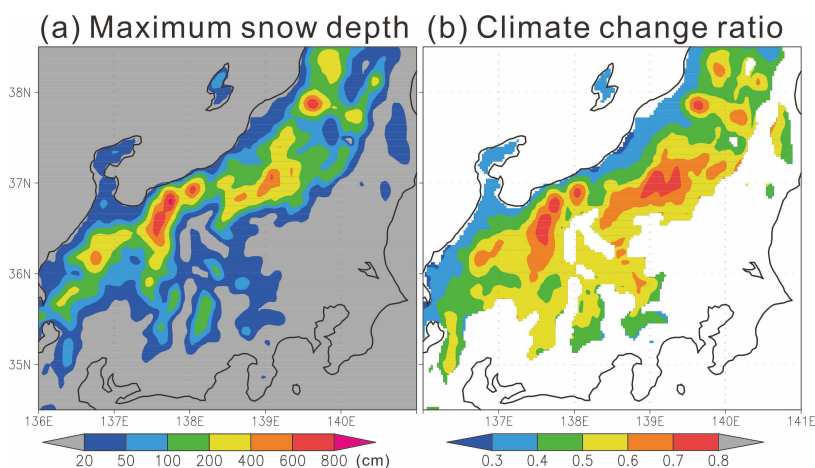 (a) Maximum snow depth (b) Climate change ratio
38N
37N
36N
35N
136E 137E 138E 139E 140E
137E 138E 139E 140E 141E
20 50 100 200 400 600 800 (cm)
0.3 0.4 0.5 0.6 0.7 0.8